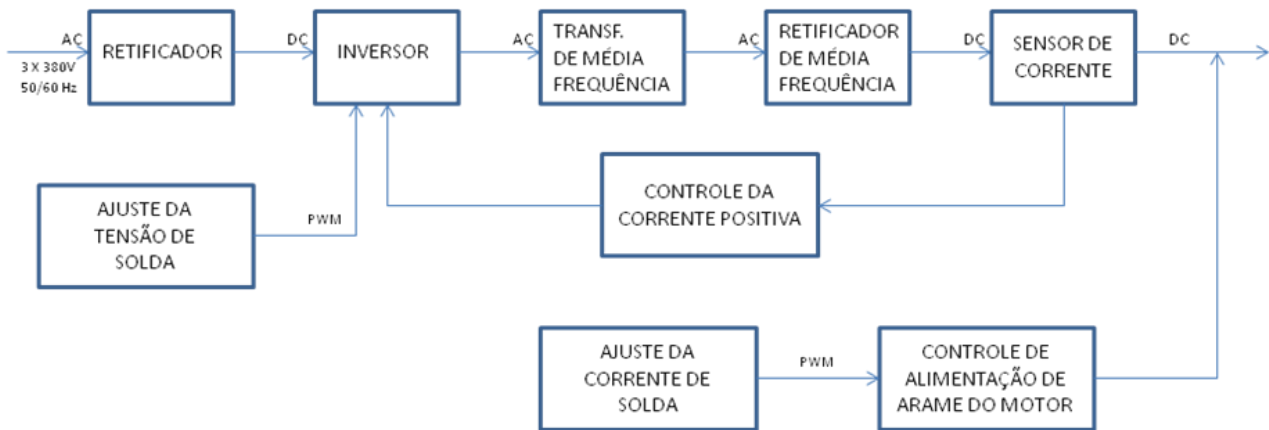 AC
3 X 380V
50/60 Hz
RETIFICADOR
DC
INVERSOR
AC
TRANSF.
DE MÉDIA
FREQUÊNCIA
AC
RETIFICADOR
DE MÉDIA
FREQUÊNCIA
DC
SENSOR DE
CORRENTE
DC
AJUSTE DA
TENSÃO DE
SOLDA
PWM
CONTROLE DA
CORRENTE POSITIVA
AJUSTE DA
CORRENTE DE
SOLDA
PWM
CONTROLE DE
ALIMENTAÇÃO DE
ARAME DO MOTOR